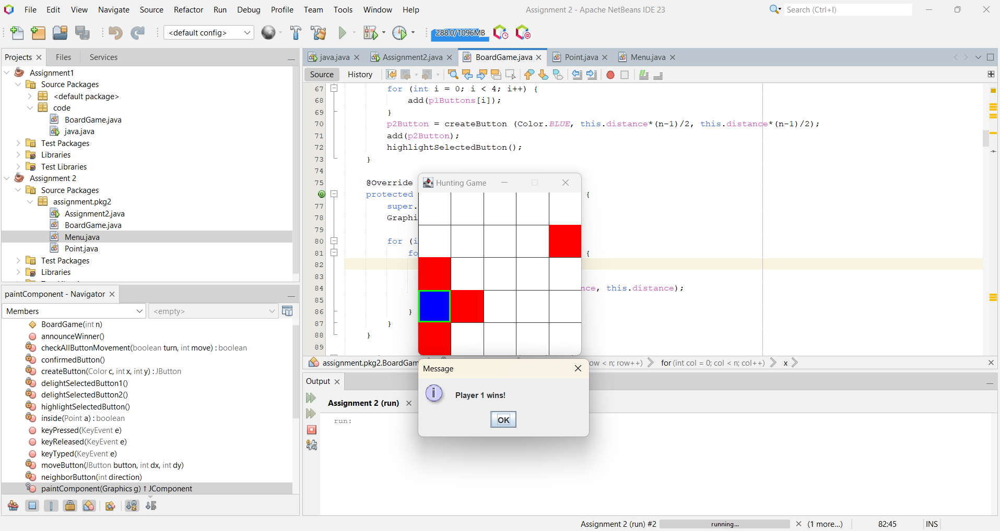 File Edit View Navigate Source Refactor Run Debug Profile Team Tools Window Help
Assignment 2 - Apache NetBeans IDE 23
Search (Ctrl+I)
<default config>
288.0/1096MB
Projects Files Services
Assignment1
Source Packages
<default package>
code
BoardGame.java
java.java
Test Packages
Libraries
Test Libraries
Assignment 2
Source Packages
assignment.pkg2
Assignment2.java
BoardGame.java
Menu.java
Point.java
Test Packages
Libraries
paintComponent - Navigator
Members
<empty>
BoardGame(int n)
announceWinner()
checkAllButtonMovement(boolean turn, int move) : boolean
confirmedButton()
createButton(Color c, int x, int y) : JButton
delightSelectedButton1()
delightSelectedButton2()
highlightSelectedButton()
inside(Point a) : boolean
keyPressed(KeyEvent e)
keyReleased(KeyEvent e)
keyTyped(KeyEvent e)
moveButton(JButton button, int dx, int dy)
neighborButton(int direction)
paintComponent(Graphics g) ↑ JComponent
java.java Assignment2.java BoardGame.java Point.java Menu.java
Source History
67 for (int i = 0; i < 4; i++) {
68 add(p1Buttons[i]);
69 }
70 p2Button = createButton (Color.BLUE, this.distance*(n-1)/2, this.distance*(n-1)/2);
71 add(p2Button);
72 highlightSelectedButton();
73 }
74
75 @Override
protected {
77 super.
78 Graphi
79
80 for (i
81 fo {
82
83
84 nce, this.distance);
85
86 }
87 }
88 }
89
Hunting Game
assignment.pkg2.BoardGam ow < n; row++) for (int col = 0; col < n; col++) x
Message
Player 1 wins!
OK
Output
Assignment 2 (run)
run:
Assignment 2 (run) #2 running... (1 more...) 82:45 INS